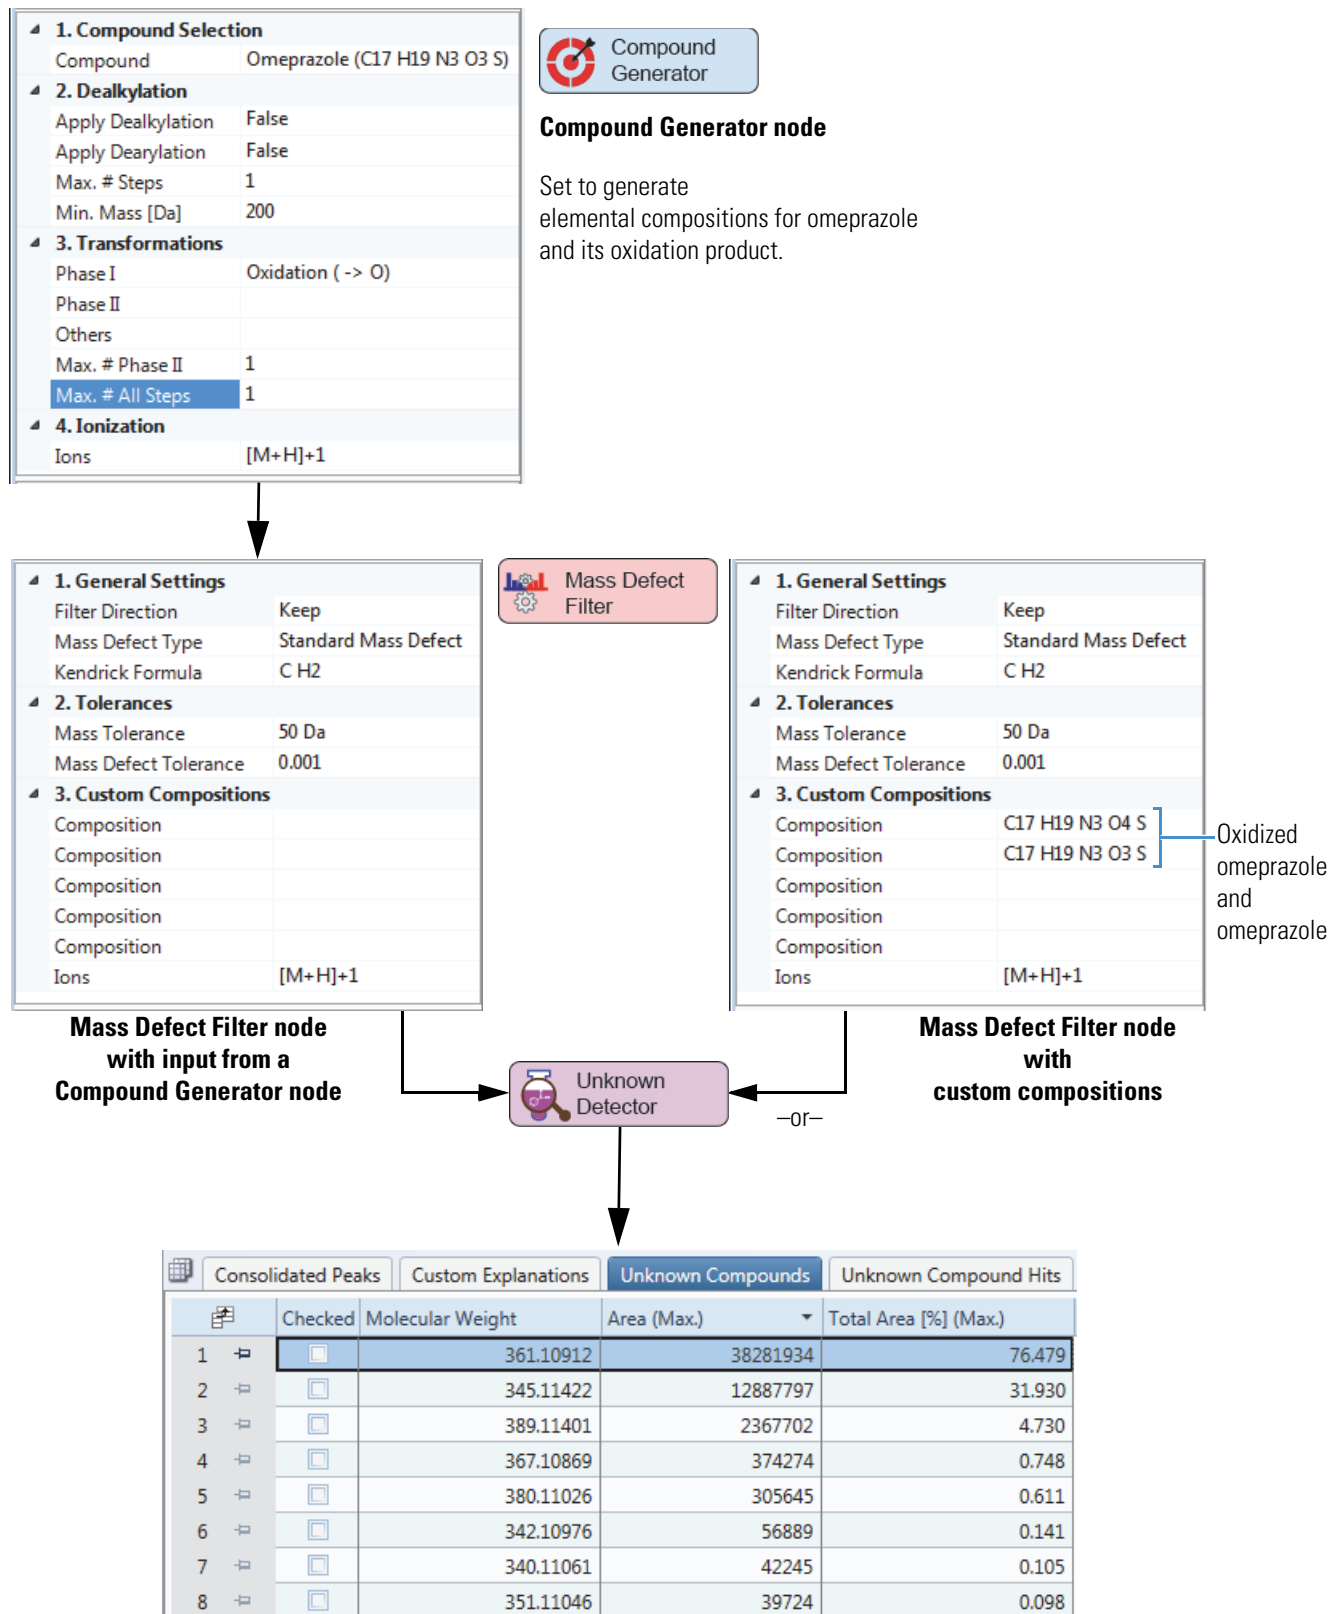 1. Compound Selection
Compound Omeprazole (C17 H19 N3 O3 S)
2. Dealkylation
Apply Dealkylation False
Apply Dearylation False
Max. # Steps 1
Min. Mass [Da] 200
3. Transformations
Phase I Oxidation ( -> O)
Phase II
Others
Max. # Phase II 1
Max. # All Steps 1
4. Ionization
Ions [M+H]+1
Compound
Generator
Compound Generator node
Set to generate
elemental compositions for omeprazole
and its oxidation product.
1. General Settings
Filter Direction Keep
Mass Defect Type Standard Mass Defect
Kendrick Formula C H2
2. Tolerances
Mass Tolerance 50 Da
Mass Defect Tolerance 0.001
3. Custom Compositions
Composition
Composition
Composition
Composition
Composition
Ions [M+H]+1
Mass Defect Filter node
with input from a
Compound Generator node
Mass Defect
Filter
1. General Settings
Filter Direction Keep
Mass Defect Type Standard Mass Defect
Kendrick Formula C H2
2. Tolerances
Mass Tolerance 50 Da
Mass Defect Tolerance 0.001
3. Custom Compositions
Composition C17 H19 N3 O4 S
Composition C17 H19 N3 O3 S
Composition
Composition
Composition
Ions [M+H]+1
Oxidized
omeprazole
and
omeprazole
Mass Defect Filter node
with
custom compositions
Unknown
Detector
–or–
Consolidated Peaks Custom Explanations Unknown Compounds Unknown Compound Hits
Checked Molecular Weight Area (Max.) Total Area [%] (Max.)
1 361.10912 38281934 76.479
2 345.11422 12887797 31.930
3 389.11401 2367702 4.730
4 367.10869 374274 0.748
5 380.11026 305645 0.611
6 342.10976 56889 0.141
7 340.11061 42245 0.105
8 351.11046 39724 0.098